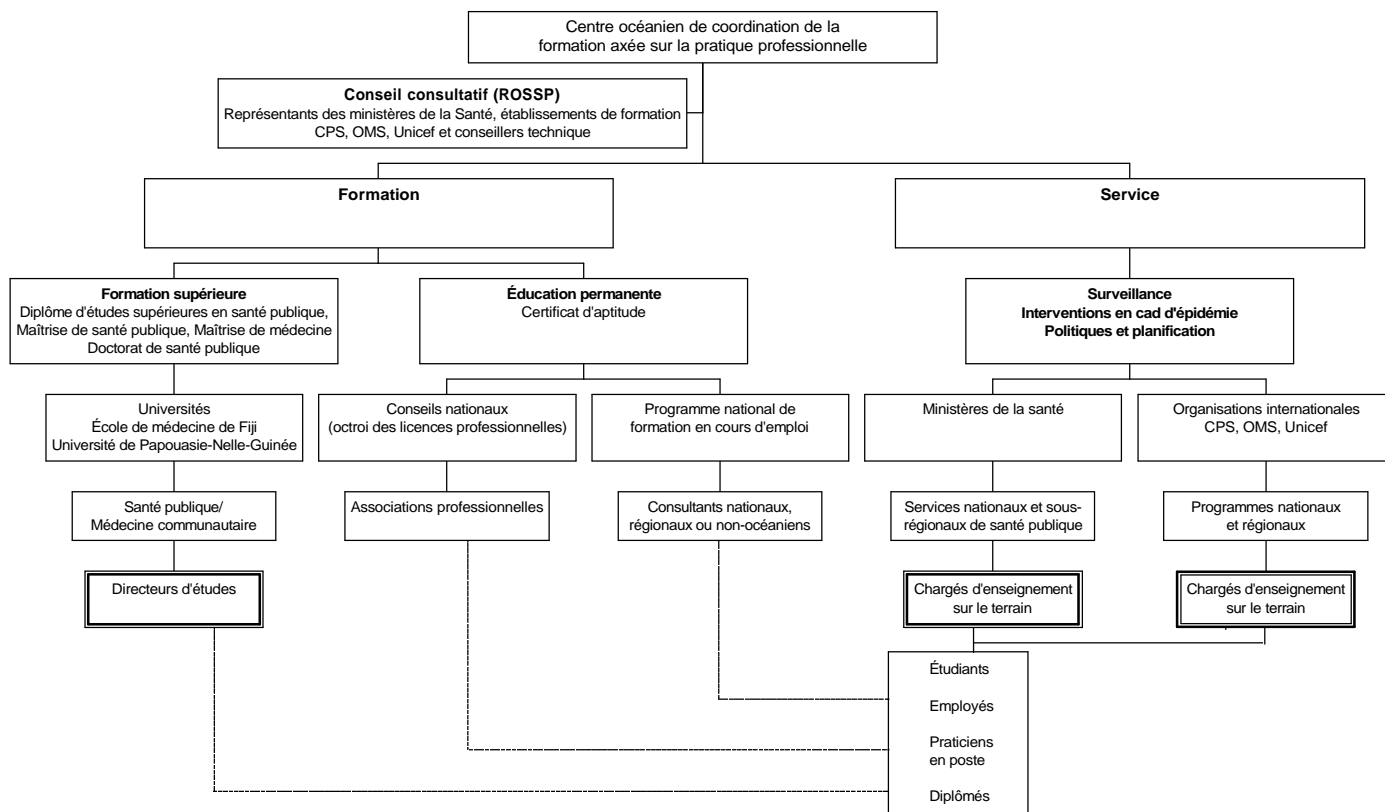 Centre océanien de coordination de la
formation axée sur la pratique professionnelle
Conseil consultatif (ROSSP)
Représentants des ministères de la Santé, établissements de formation
CPS, OMS, Unicef et conseillers technique
Formation
Service
Formation supérieure
Diplôme d'études supérieures en santé publique,
Maîtrise de santé publique, Maîtrise de médecine
Doctorat de santé publique
Éducation permanente
Certificat d'aptitude
Surveillance
Interventions en cad d'épidémie
Politiques et planification
Universités
École de médecine de Fiji
Université de Papouasie-Nelle-Guinée
Conseils nationaux
(octroi des licences professionelles)
Programme national de
formation en cours d'emploi
Ministères de la santé
Organisations internationales
CPS, OMS, Unicef
Santé publique/
Médecine communautaire
Associations professionnelles
Consultants nationaux,
régionaux ou non-océaniens
Services nationaux et sous-
régionaux de santé publique
Programmes nationaux
et régionaux
Directeurs d'études
Chargés d'enseignement
sur le terrain
Chargés d'enseignement
sur le terrain
Étudiants
Employés
Praticiens
en poste
Diplômés